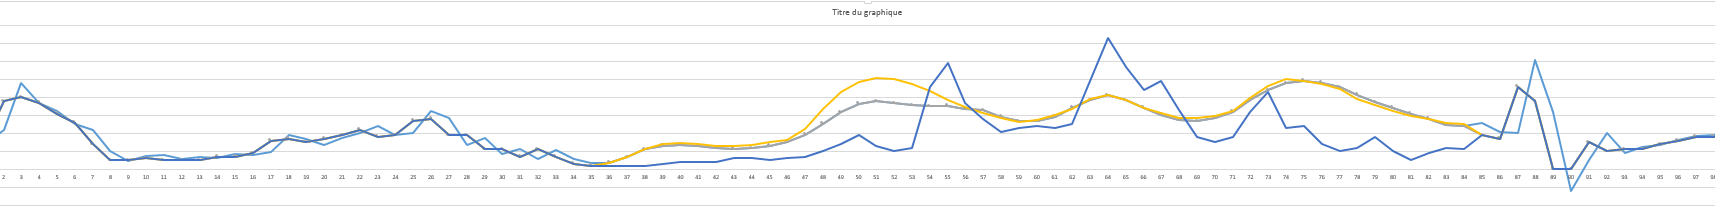 Titre du graphique
2 3 4 5 6 7 8 9 10 11 12 13 14 15 16 17 18 19 20 21 22 23 24 25 26 27 28 29 30 31 32 33 34 35 36 37 38 39 40 41 42 43 44 45 46 47 48 49 50 51 52 53 54 55 56 57 58 59 60 61 62 63 64 65 66 67 68 69 70 71 72 73 74 75 76 77 78 79 80 81 82 83 84 85 86 87 88 89 90 91 92 93 94 95 96 97